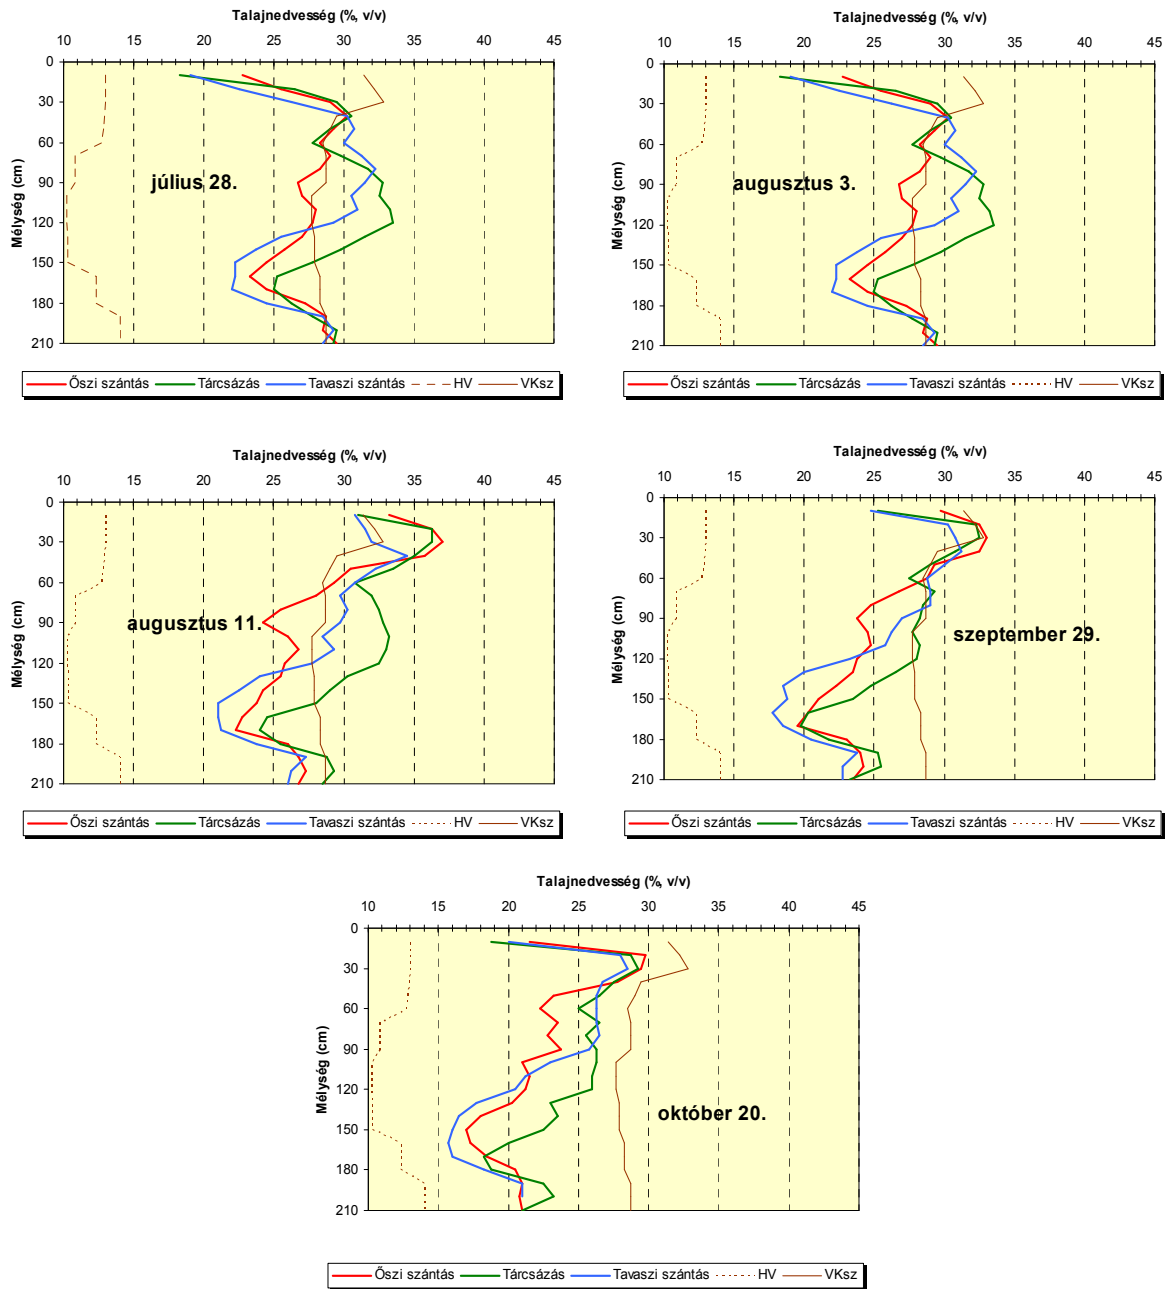 Talajnedvesség (%, v/v)
10 15 20 25 30 35 40 45
0
30
60
90
120
150
180
210
Mélység (cm)
július 28.
Őszi szántás Tárcsázás Tavaszi szántás HV VKsz
Talajnedvesség (%, v/v)
10 15 20 25 30 35 40 45
0
30
60
90
120
150
180
210
Mélység (cm)
augusztus 3.
Őszi szántás Tárcsázás Tavaszi szántás HV VKsz
Talajnedvesség (%, v/v)
10 15 20 25 30 35 40 45
0
30
60
90
120
150
180
210
Mélység (cm)
augusztus 11.
Őszi szántás Tárcsázás Tavaszi szántás HV VKsz
Talajnedvesség (%, v/v)
10 15 20 25 30 35 40 45
0
30
60
90
120
150
180
210
Mélység (cm)
szeptember 29.
Őszi szántás Tárcsázás Tavaszi szántás HV VKsz
Talajnedvesség (%, v/v)
10 15 20 25 30 35 40 45
0
30
60
90
120
150
180
210
Mélység (cm)
október 20.
Őszi szántás Tárcsázás Tavaszi szántás HV VKsz